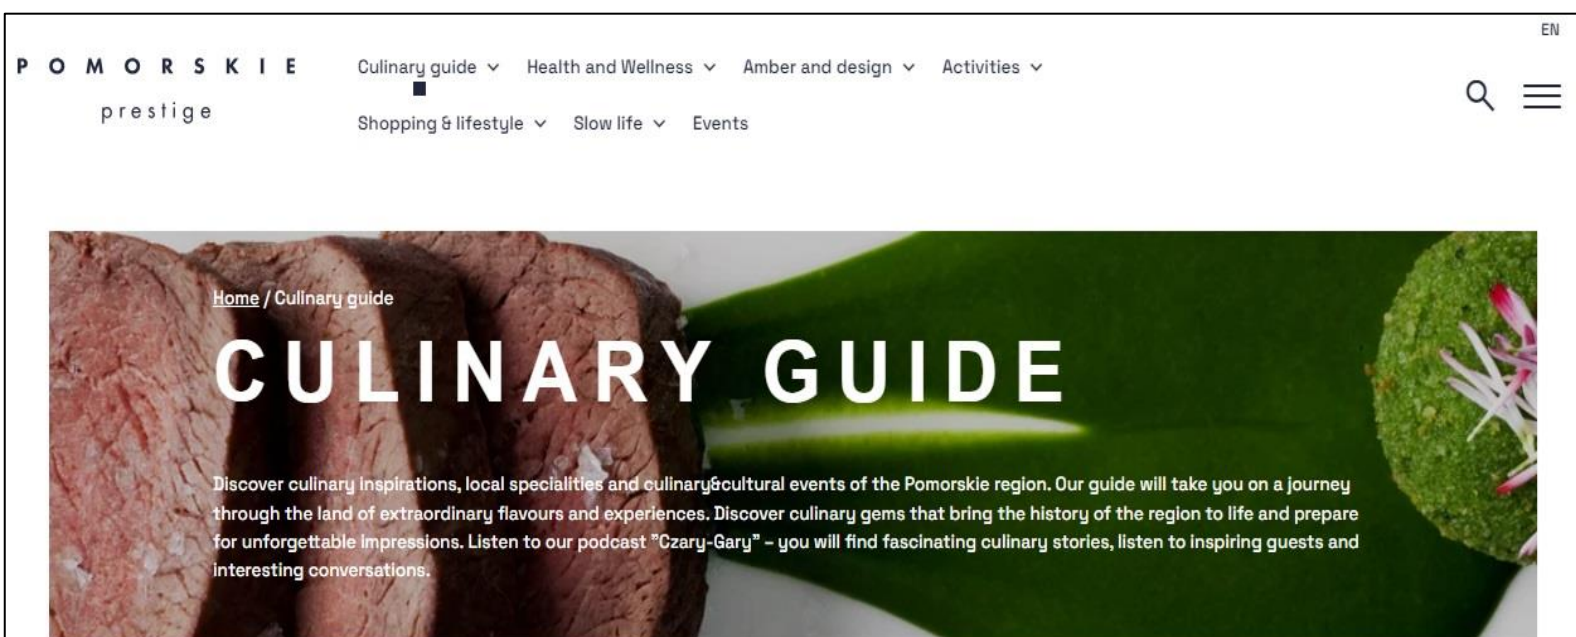 EN
POMORSKIE
prestige
Culinary guide Health and Wellness Amber and design Activities
Shopping & lifestyle Slow life Events
Home / Culinary guide
CULINARY GUIDE
Discover culinary inspirations, local specialities and culinary&cultural events of the Pomorskie region. Our guide will take you on a journey
through the land of extraordinary flavours and experiences. Discover culinary gems that bring the history of the region to life and prepare
for unforgettable impressions. Listen to our podcast "Czary-Gary" – you will find fascinating culinary stories, listen to inspiring guests and
interesting conversations.